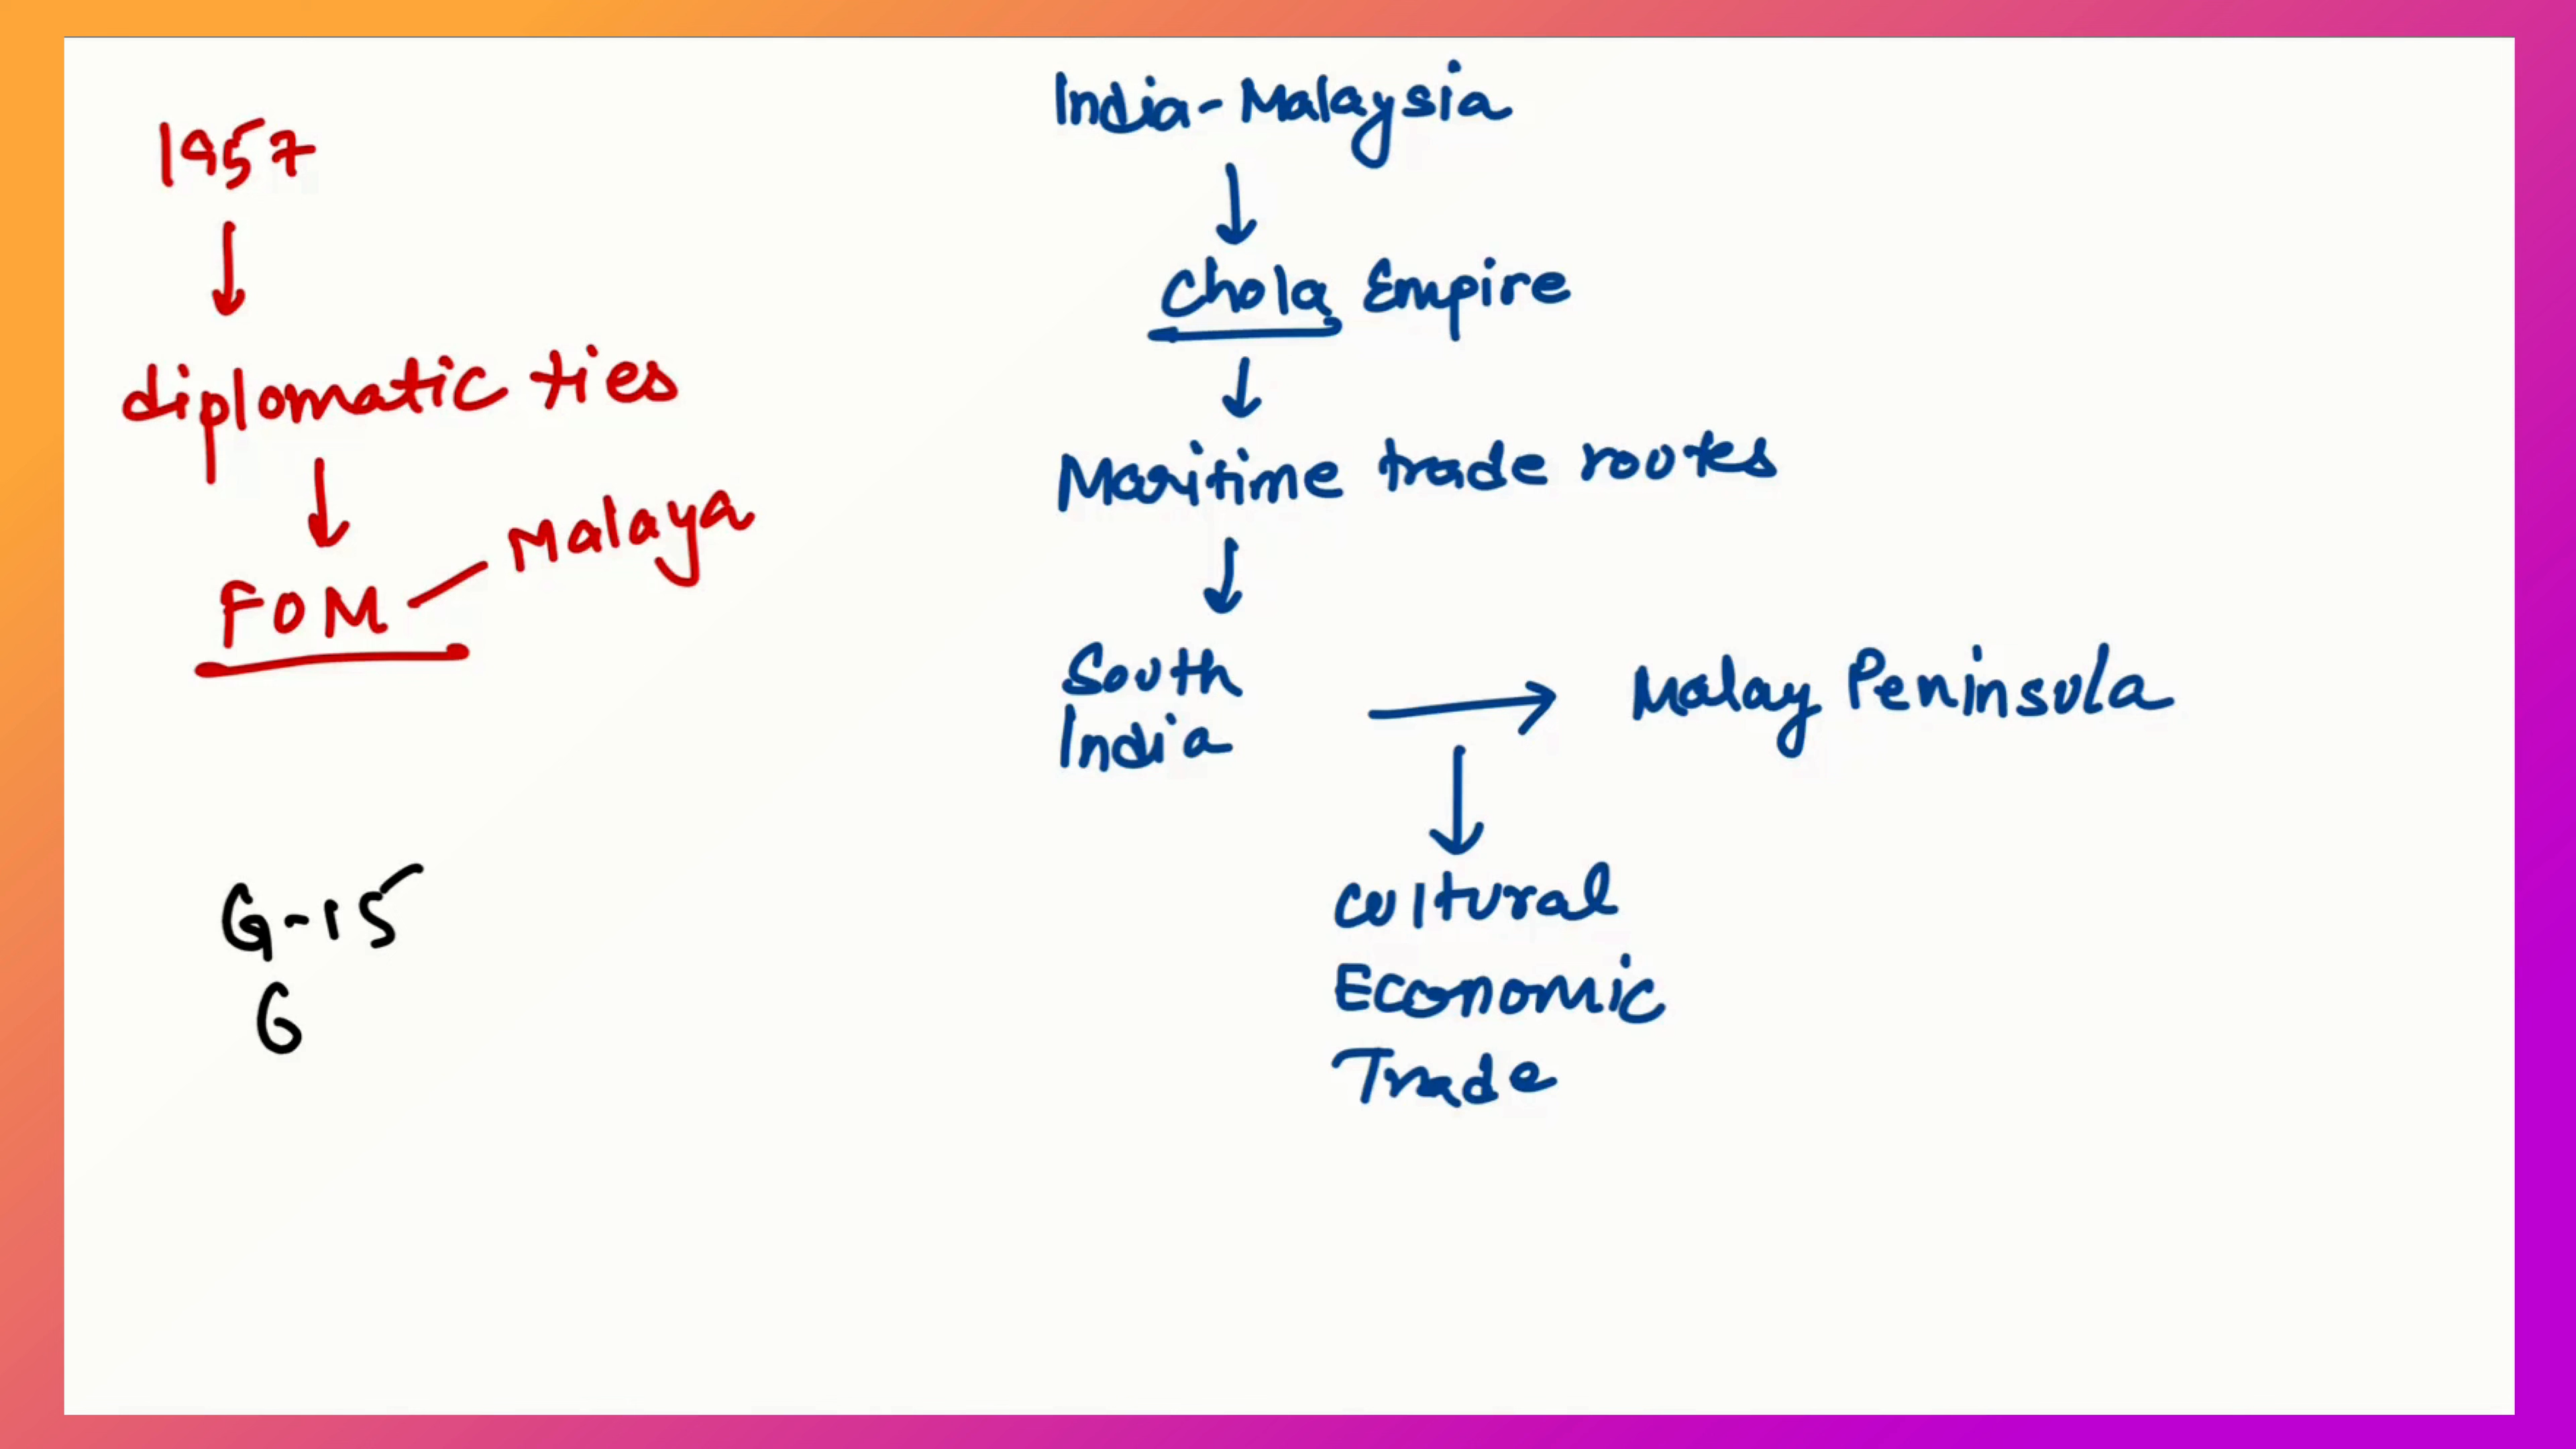 1957
diplomatic ties
FOM - Malaya
G-15
G
India-Malaysia
Chola Empire
Maritime trade routes
South
India
Malay Peninsula
Cultural
Economic
Trade